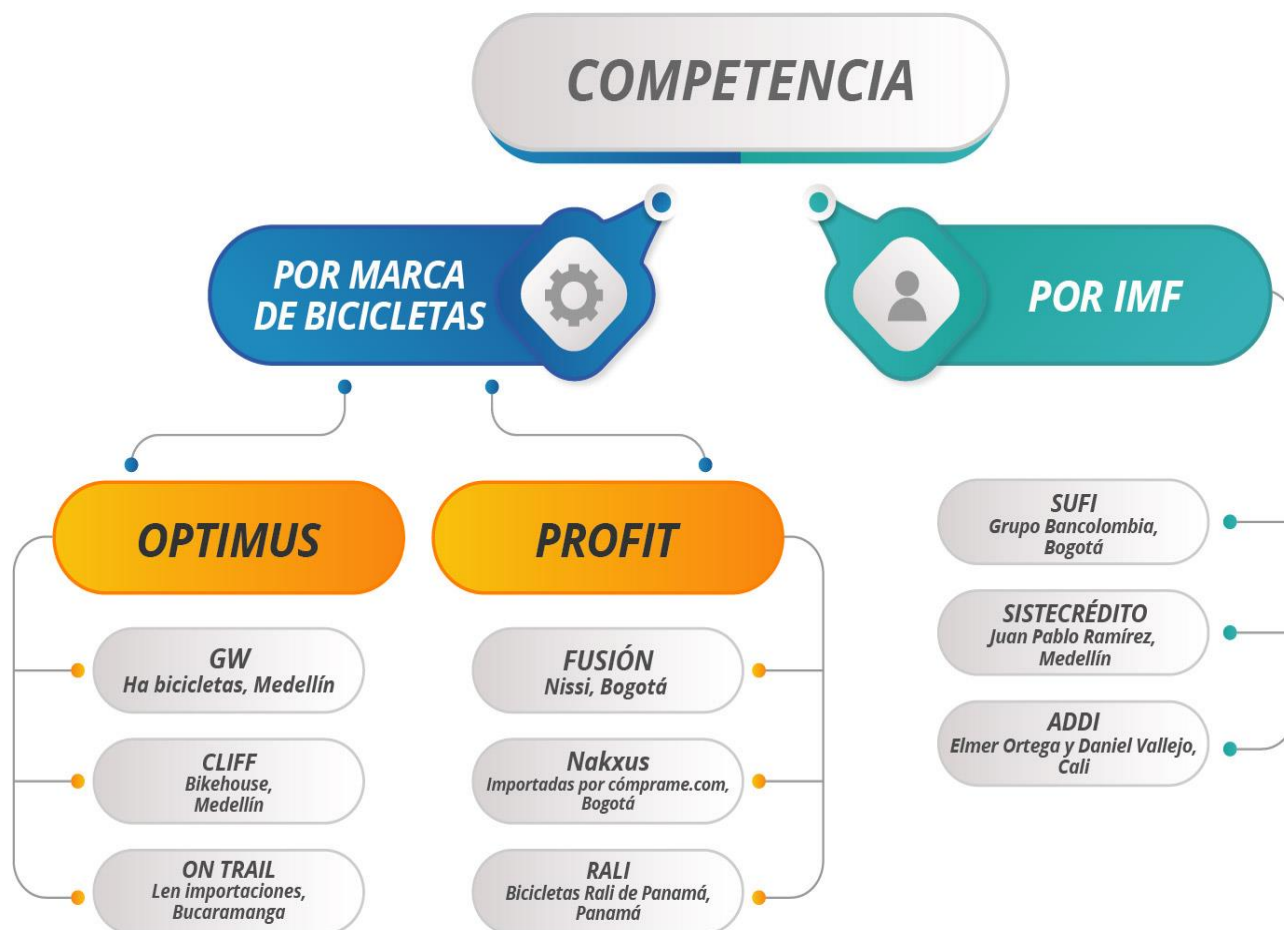 COMPETENCIA
POR MARCA
DE BICICLETAS
POR IMF
OPTIMUS
GW
Ha bicicletas, Medellín
CLIFF
Bikehouse,
Medellín
ON TRAIL
Len importaciones,
Bucaramanga
PROFIT
FUSIÓN
Nissi, Bogotá
Nakxus
Importadas por cómprame.com,
Bogotá
RALI
Bicicletas Rali de Panamá,
Panamá
SUFI
Grupo Bancolombia,
Bogotá
SISTECRÉDITO
Juan Pablo Ramírez,
Medellín
ADDI
Elmer Ortega y Daniel Vallejo,
Cali